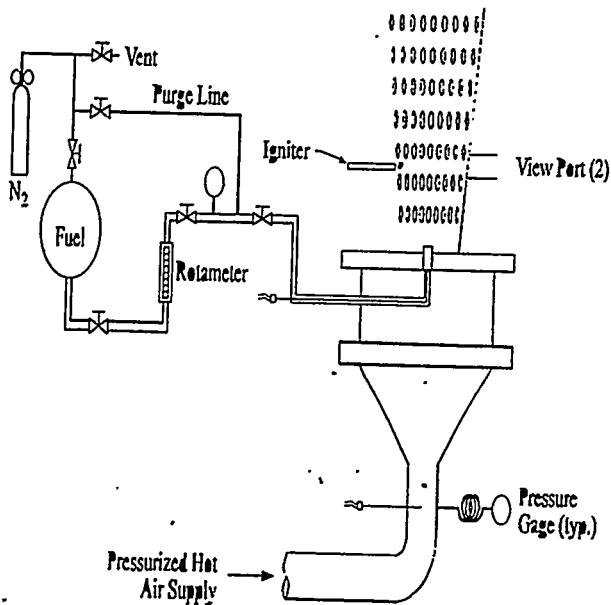 Vent
Purge Line
Igniter
View Port (2)
N2
Fuel
Rotameter
Pressure
Gage (typ.)
Pressurized Hot
Air Supply